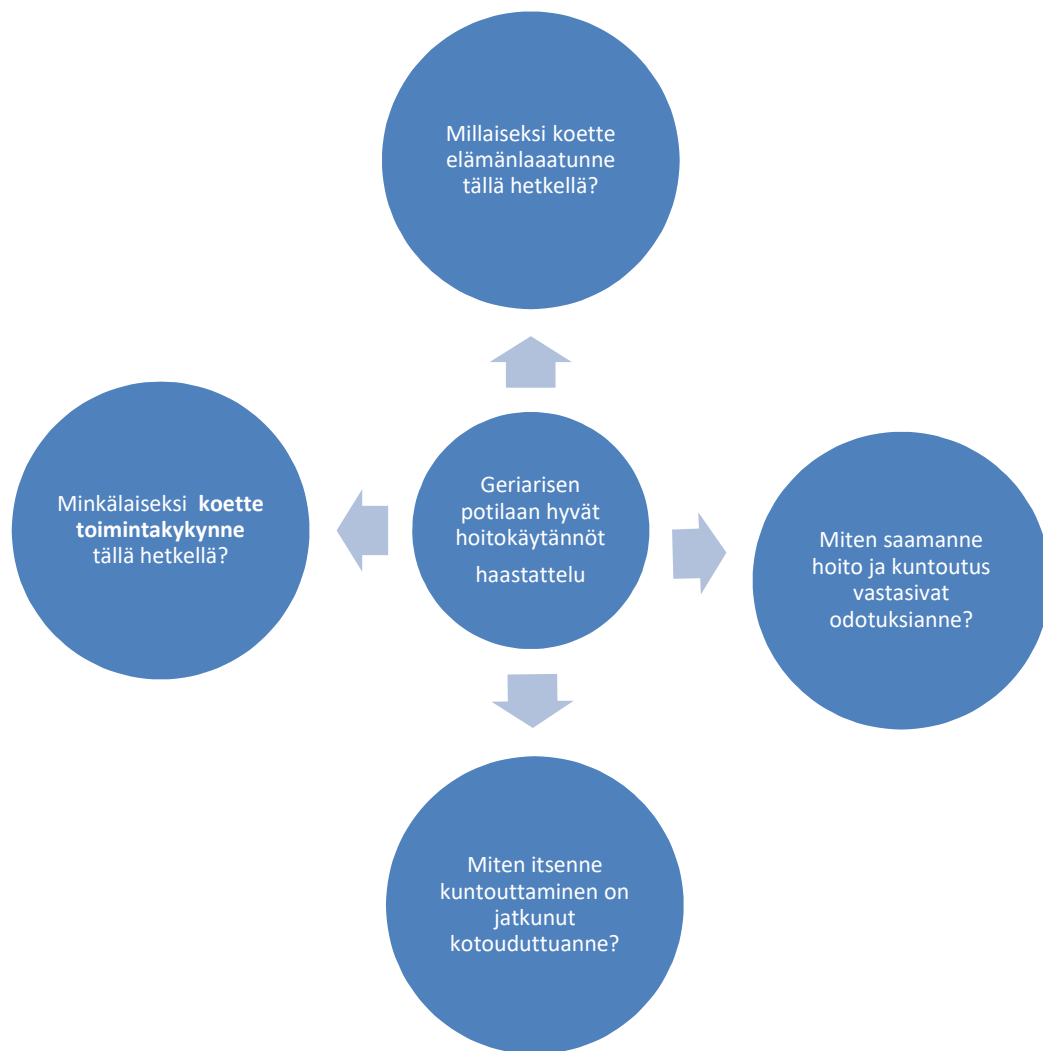 Millaiseksi koette
elämänlaaatunne
tällä hetkellä?
Minkälaiseksi koette
toimintakykynne
tällä hetkellä?
Geriarisen
potilaan hyvät
hoitokäytännöt
haastattelu
Miten saamanne
hoito ja kuntoutus
vastasivat
odotuksianne?
Miten itsenne
kuntouttaminen on
jatkunut
kotouduttuanne?